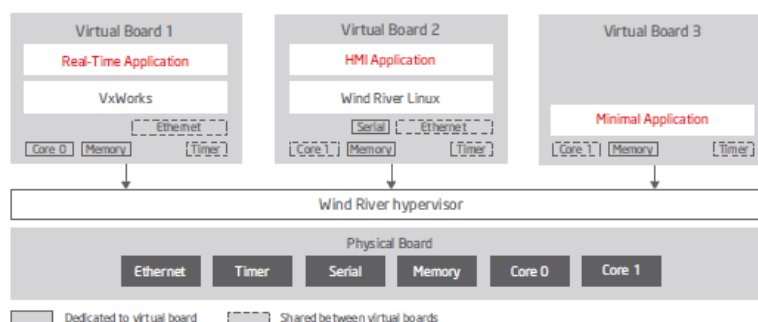 Virtual Board 1
Real-Time Application
VxWorks
Ethernet
Core 0 Memory Timer
Virtual Board 2
HMI Application
Wind River Linux
Serial Ethernet
Core 1 Memory Timer
Virtual Board 3
Minimal Application
Core 1 Memory Timer
Wind River hypervisor
Physical Board
Ethernet Timer Serial Memory Core 0 Core 1
Dedicated to virtual board Shared between virtual boards